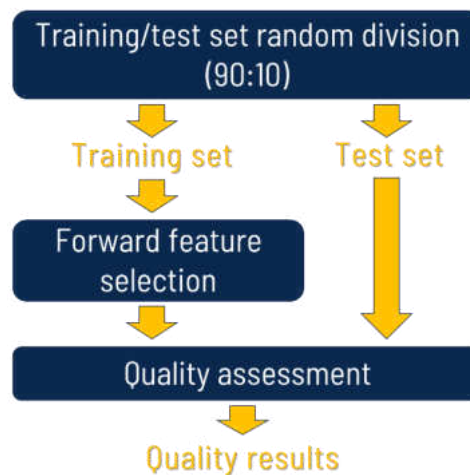 Training/test set random division
(90:10)
Training set
Test set
Forward feature
selection
Quality assessment
Quality results